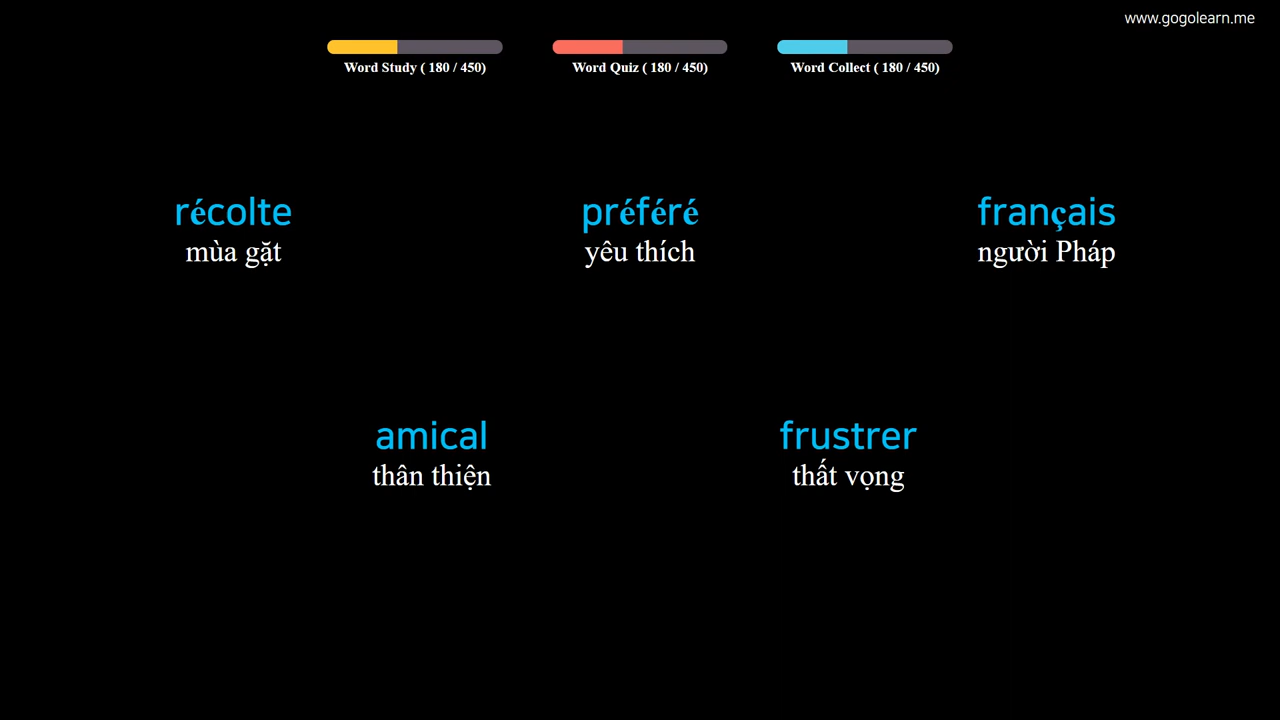 www.gogolearn.me
Word Study ( 180 / 450)
Word Quiz ( 180 / 450)
Word Collect ( 180 / 450)
récolte
mùa gặt
préféré
yêu thích
français
người Pháp
amical
thân thiện
frustrer
thất vọng